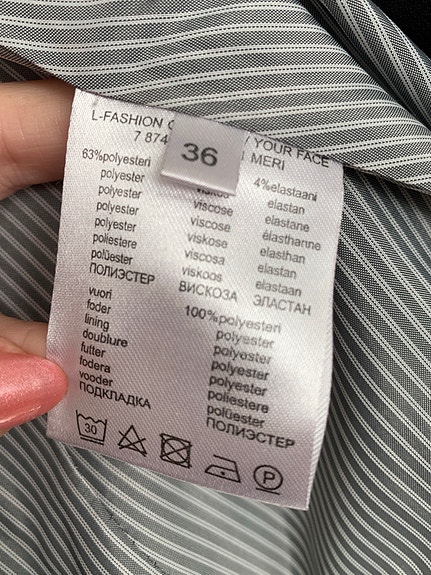 L-FASHION
YOUR FACE
7 874
MERI
36
63%polyesteri
4%elastaani
polyester viskos elastan
polyester viscose elastane
polyester viscose élasthanne
polyester viskose elasthan
poliestere viscosa elastan
polüester viskoos elastaan
ПОЛИЭСТЕР ВИСКОЗА ЭЛАСТАН
vuori 100%polyesteri
foder polyester
lining polyester
doublure polyester
futter polyester
fodera poliestere
vooder polüester
ПОДКЛАДКА ПОЛИЭСТЕР
30
P